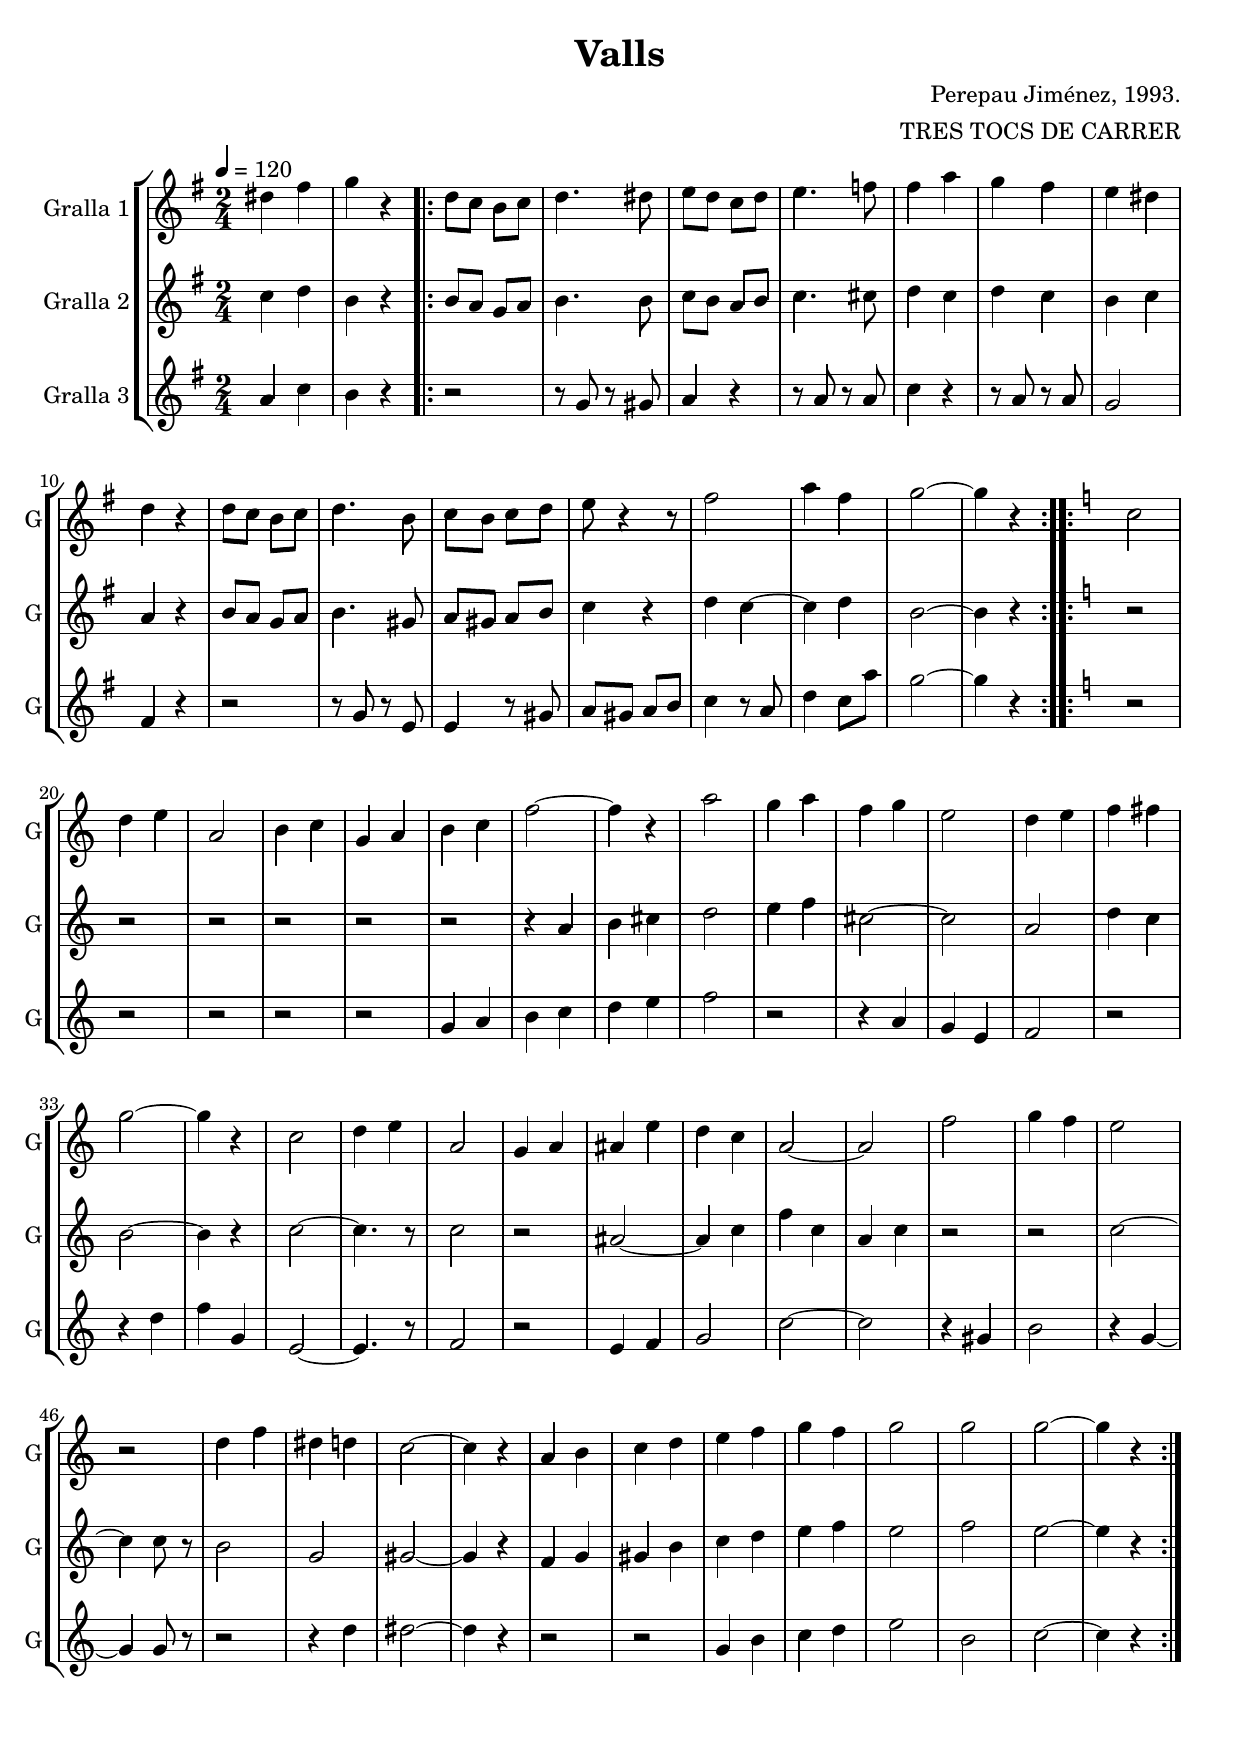 Valls
Perepau Jiménez, 1993.
TRES TOCS DE CARRER
= 120
Gralla 1
Gralla 2
Gralla 3
10
G
G
G
20
G
G
G
33
G
G
G
46
G
G
G